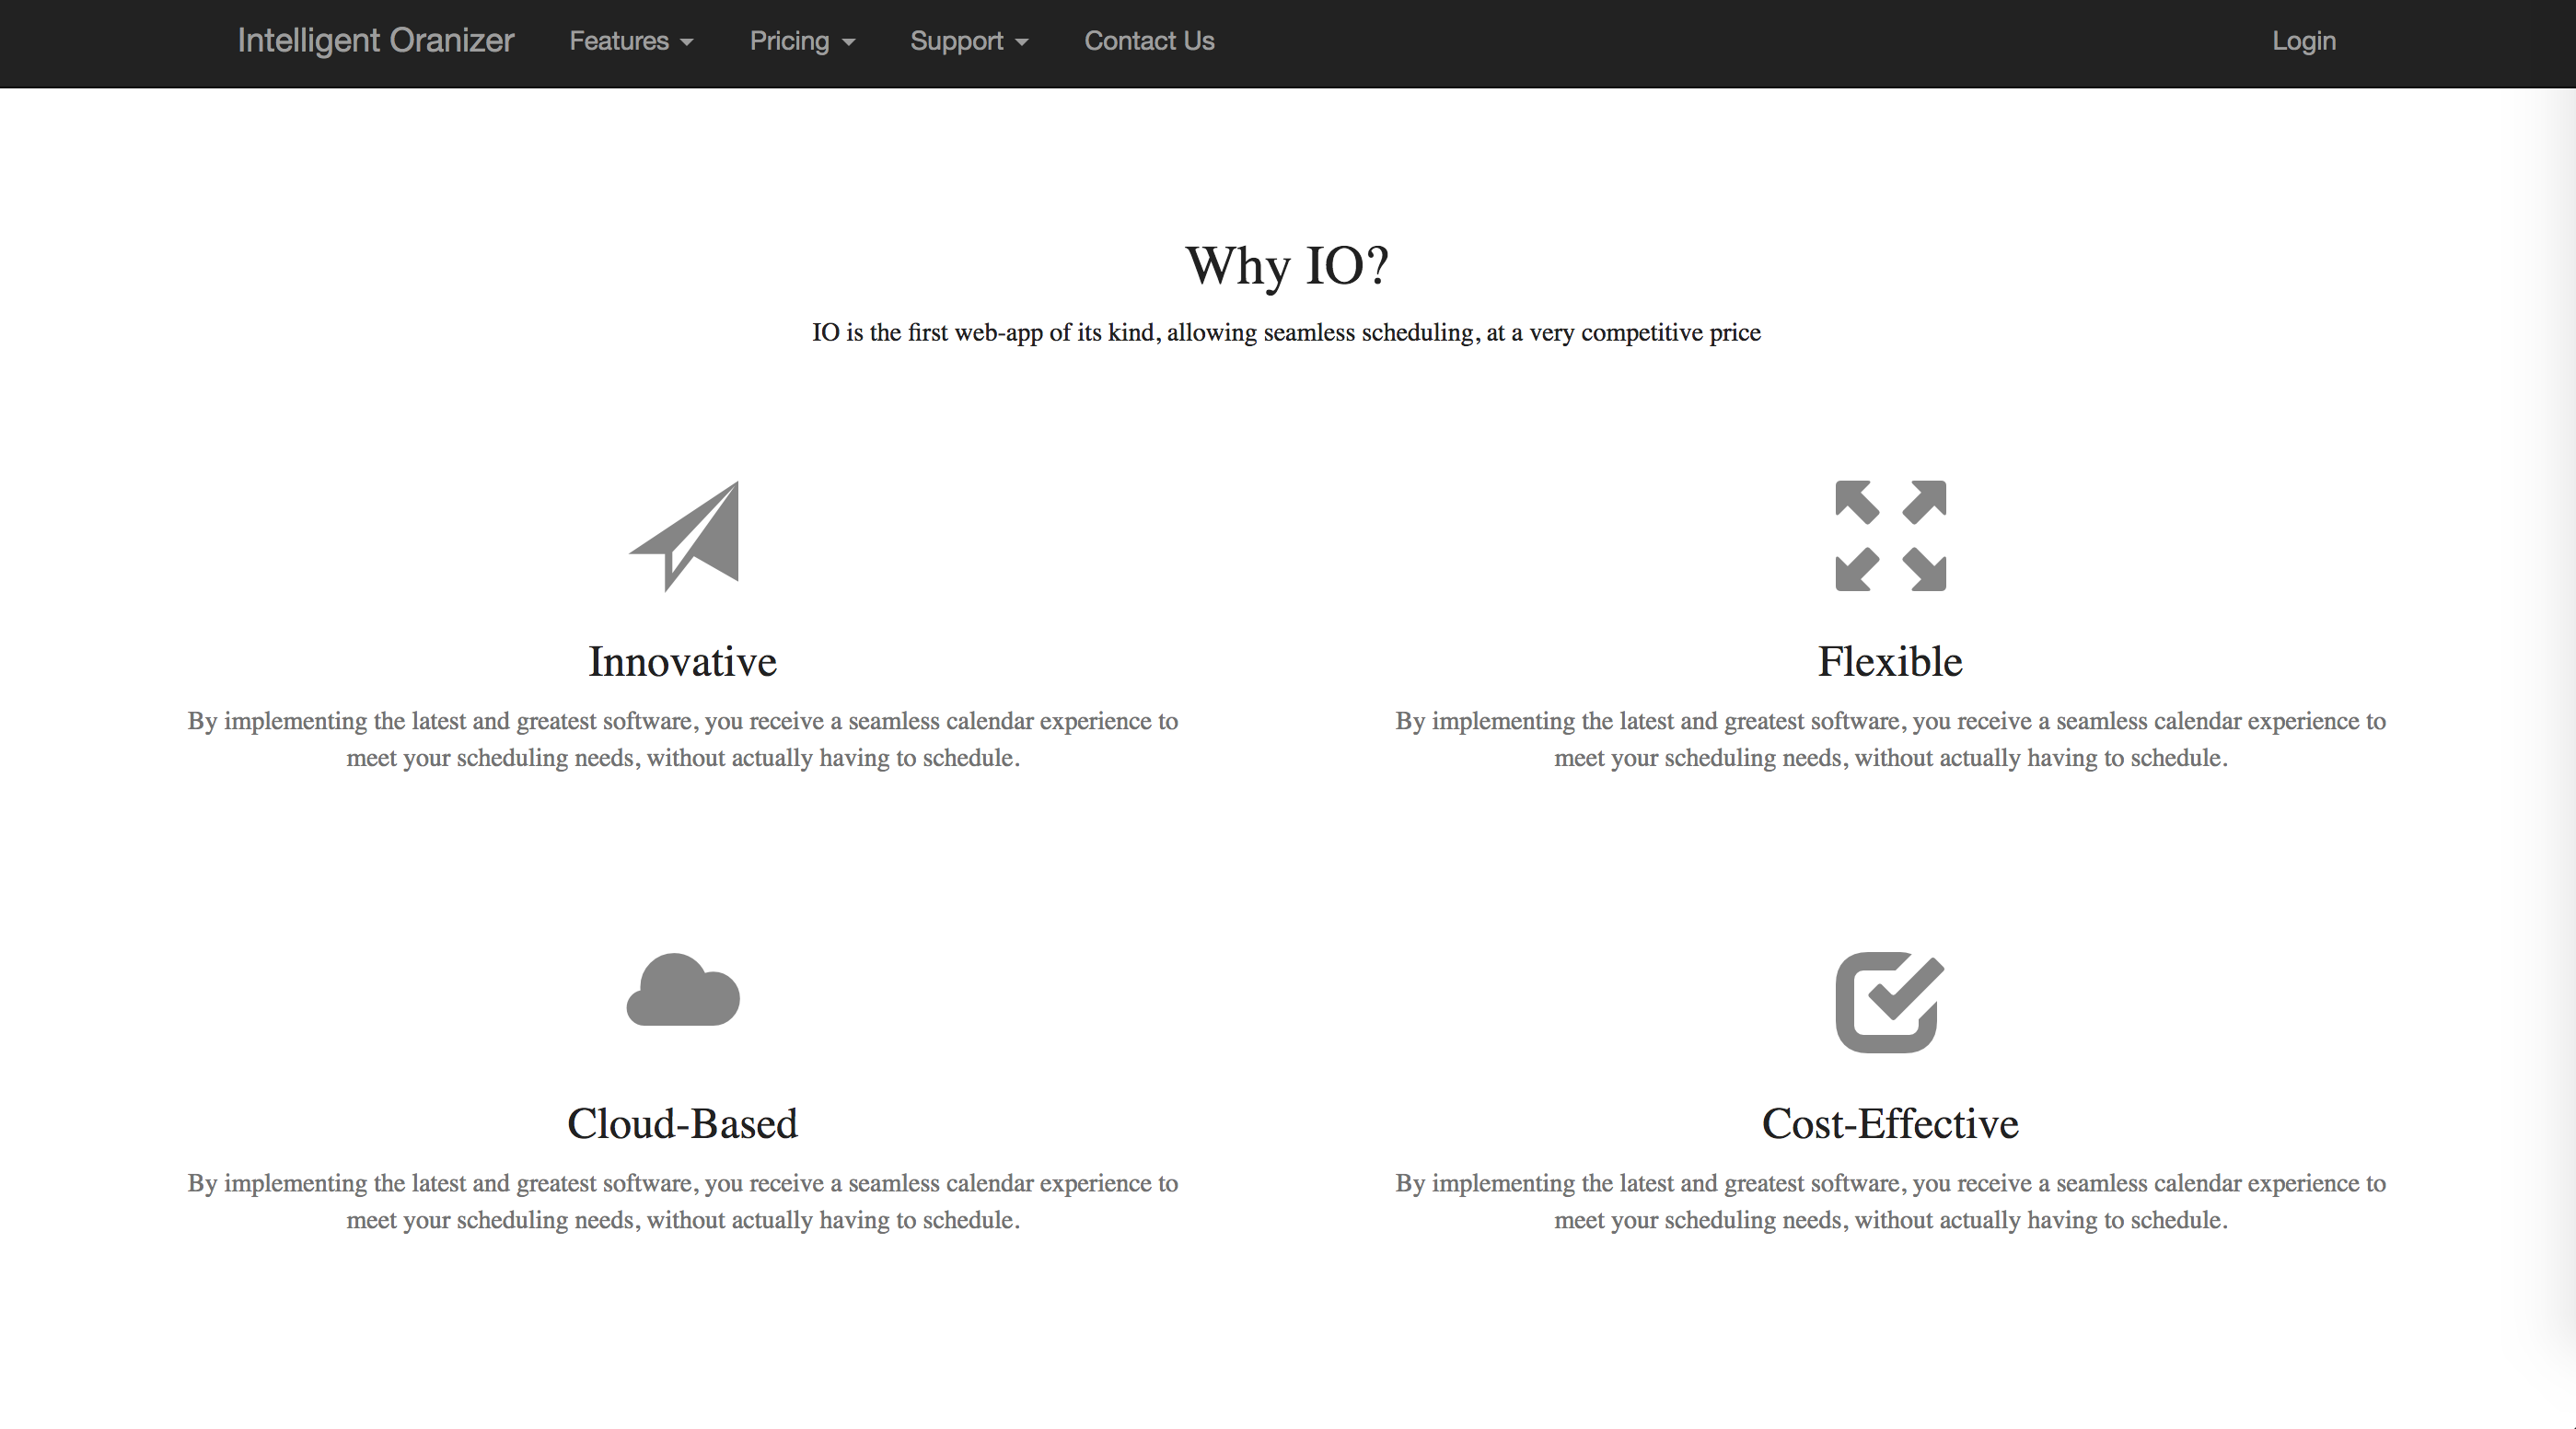 Intelligent Oranizer Features Pricing Support Contact Us Login
Why IO?
IO is the first web-app of its kind, allowing seamless scheduling, at a very competitive price
Innovative
By implementing the latest and greatest software, you receive a seamless calendar experience to
meet your scheduling needs, without actually having to schedule.
Flexible
By implementing the latest and greatest software, you receive a seamless calendar experience to
meet your scheduling needs, without actually having to schedule.
Cloud-Based
By implementing the latest and greatest software, you receive a seamless calendar experience to
meet your scheduling needs, without actually having to schedule.
Cost-Effective
By implementing the latest and greatest software, you receive a seamless calendar experience to
meet your scheduling needs, without actually having to schedule.